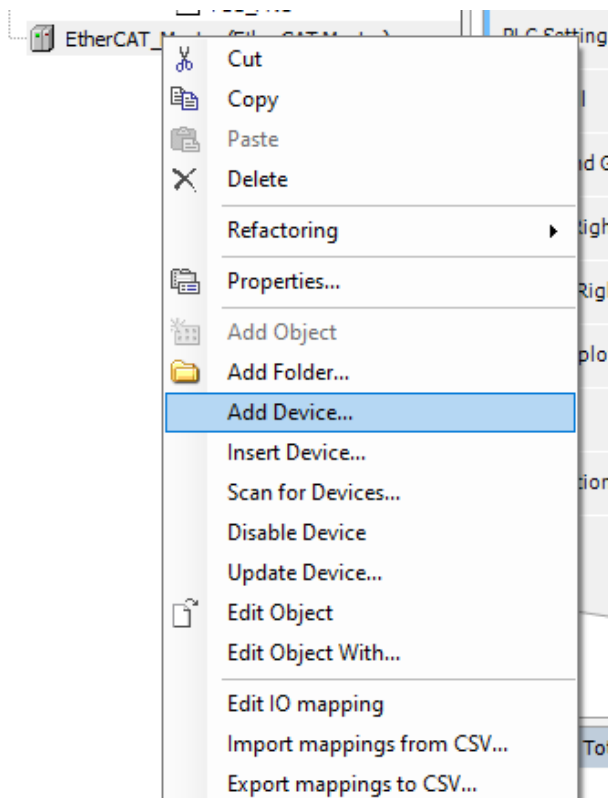 EtherCAT_
PLC Setting
Cut
Copy
Paste
Delete
Refactoring
Properties...
Add Object
Add Folder...
Add Device...
Insert Device...
Scan for Devices...
Disable Device
Update Device...
Edit Object
Edit Object With...
Edit IO mapping
Import mappings from CSV...
Export mappings to CSV...